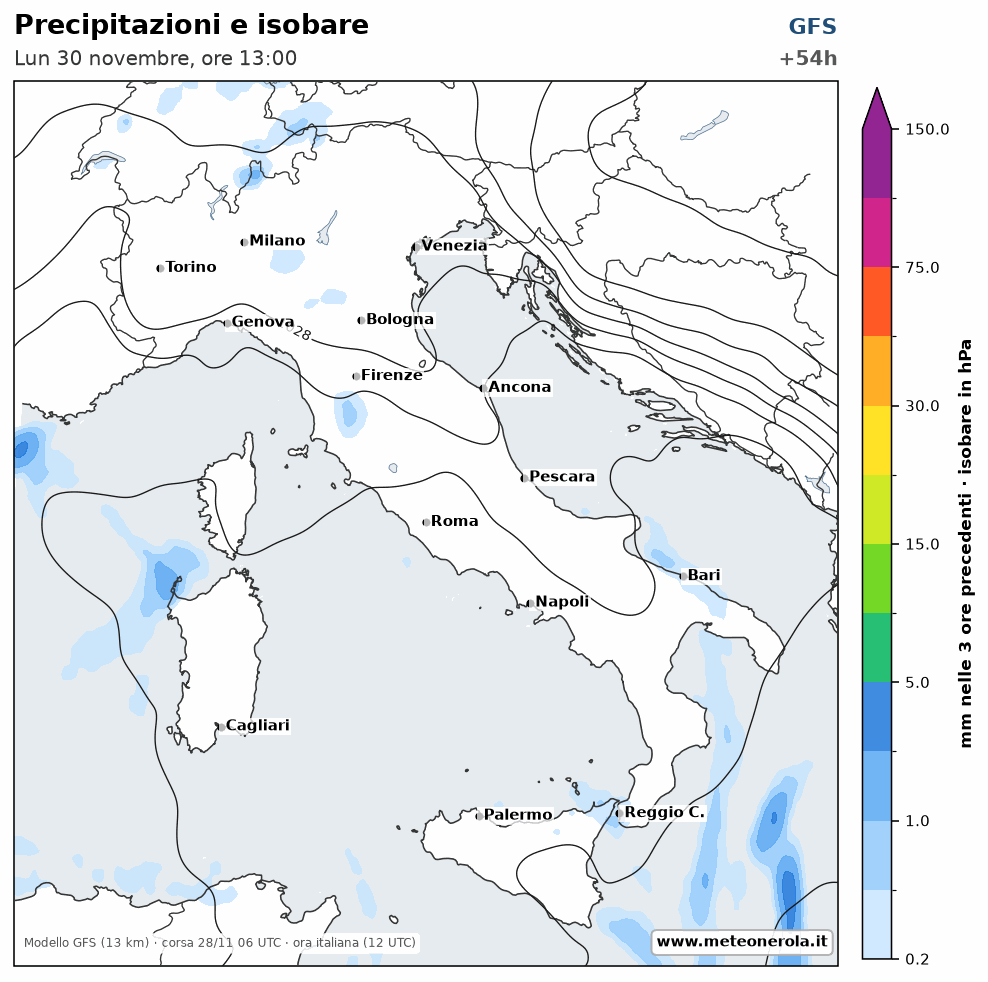 Precipitazioni e isobare
GFS
Lun 30 novembre, ore 13:00
+54h
150.0
75.0
30.0
15.0
5.0
1.0
0.2
mm nelle 3 ore precedenti · isobare in hPa
Milano
Venezia
Torino
Genova
Bologna
Firenze
Ancona
Pescara
Roma
Bari
Napoli
Cagliari
Palermo
Reggio C.
Modello GFS (13 km) · corsa 28/11 06 UTC · ora italiana (12 UTC)
www.meteonerola.it